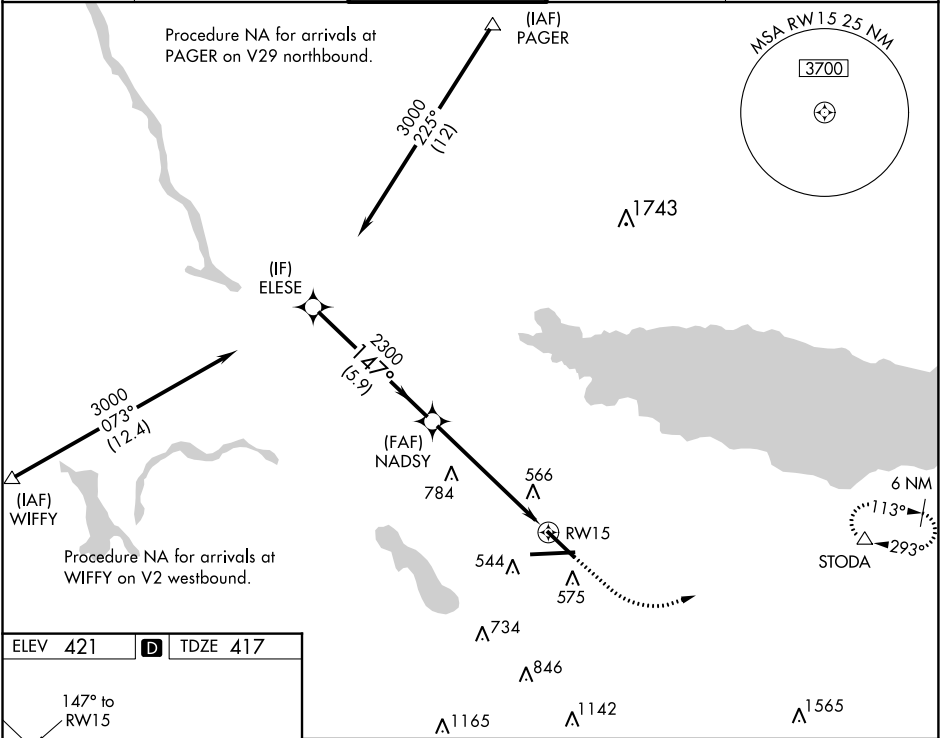 Procedure NA for arrivals at
PAGER on V29 northbound.
(IAF)
PAGER
MSA RW15 25 NM
3700
3000
225°
(12)
1743
(IF)
ELESE
2300
147°
(5.9)
3000
073°
(12.4)
(FAF)
NADSY
(IAF)
WIFFY
784
566
6 NM
113°
293°
STODA
RW15
Procedure NA for arrivals at
WIFFY on V2 westbound.
544
575
734
846
1165
1142
1565
ELEV 421 D TDZE 417
147° to
RW15